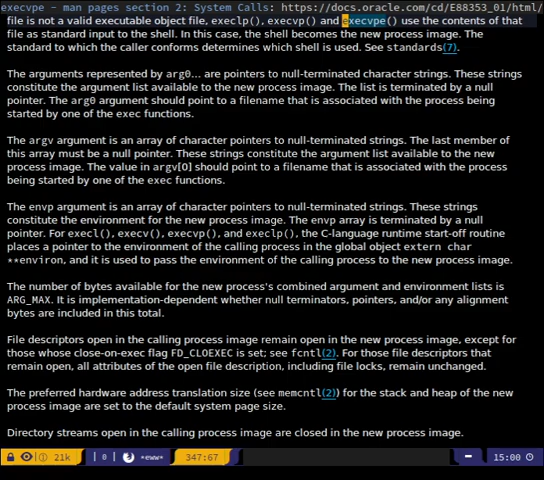 execvpe - man pages section 2: System Calls: https://docs.oracle.com/cd/E88353_01/html/
file is not a valid executable object file, execlp(), execvp() and execvpe() use the contents of that
file as standard input to the shell. In this case, the shell becomes the new process image. The
standard to which the caller conforms determines which shell is used. See standards(7).
The arguments represented by arg0... are pointers to null-terminated character strings. These strings
constitute the argument list available to the new process image. The list is terminated by a null
pointer. The arg0 argument should point to a filename that is associated with the process being
started by one of the exec functions.
The argv argument is an array of character pointers to null-terminated strings. The last member of
this array must be a null pointer. These strings constitute the argument list available to the new
process image. The value in argv[0] should point to a filename that is associated with the process
being started by one of the exec functions.
The envp argument is an array of character pointers to null-terminated strings. These strings
constitute the environment for the new process image. The envp array is terminated by a null
pointer. For execl(), execv(), execvp(), and execlp(), the C-language runtime start-off routine
places a pointer to the environment of the calling process in the global object extern char
**environ, and it is used to pass the environment of the calling process to the new process image.
The number of bytes available for the new process's combined argument and environment lists is
ARG_MAX. It is implementation-dependent whether null terminators, pointers, and/or any alignment
bytes are included in this total.
File descriptors open in the calling process image remain open in the new process image, except for
those whose close-on-exec flag FD_CLOEXEC is set; see fcntl(2). For those file descriptors that
remain open, all attributes of the open file description, including file locks, remain unchanged.
The preferred hardware address translation size (see memcntl(2)) for the stack and heap of the new
process image are set to the default system page size.
Directory streams open in the calling process image are closed in the new process image.
21k | 0 | *eww* 347:67 15:00